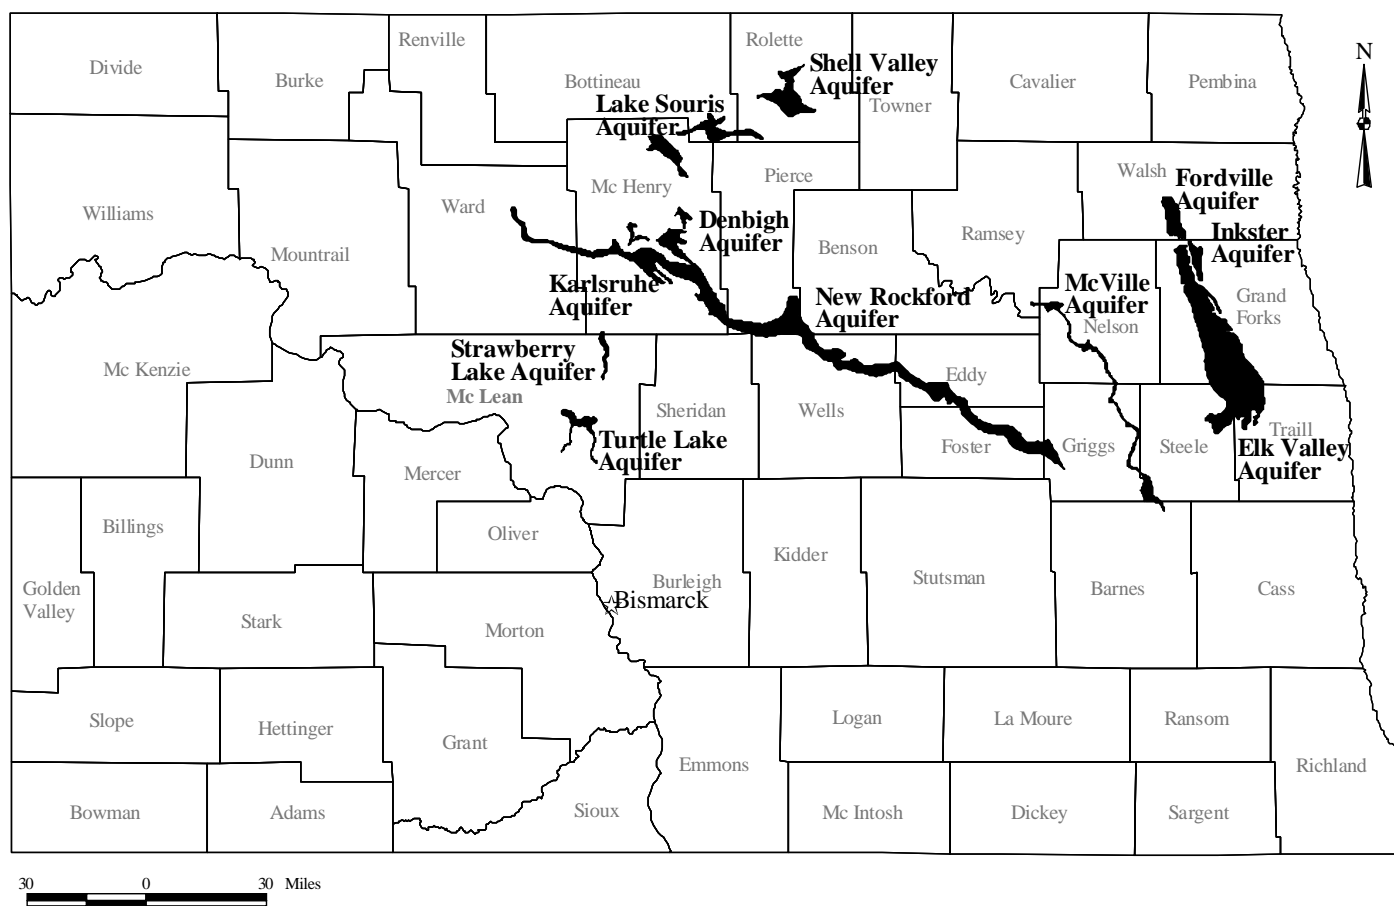 Divide
Burke
Renville
Bottineau
Rolette
Towner
Cavalier
Pembina
N
Shell Valley
Aquifer
Lake Souris
Aquifer
Williams
Mountrail
Ward
Mc Henry
Pierce
Benson
Ramsey
Walsh
Fordville
Aquifer
Inkster
Aquifer
Denbigh
Aquifer
Karlsruhe
Aquifer
New Rockford
Aquifer
McVille
Aquifer
Nelson
Grand
Forks
Mc Kenzie
Strawberry
Lake Aquifer
Mc Lean
Sheridan
Wells
Eddy
Foster
Griggs
Steele
Traill
Elk Valley
Aquifer
Turtle Lake
Aquifer
Dunn
Mercer
Oliver
Billings
Golden
Valley
Stark
Morton
Burleigh
Bismarck
Kidder
Stutsman
Barnes
Cass
Slope
Hettinger
Grant
Emmons
Logan
La Moure
Ransom
Richland
Bowman
Adams
Sioux
Mc Intosh
Dickey
Sargent
30 0 30 Miles